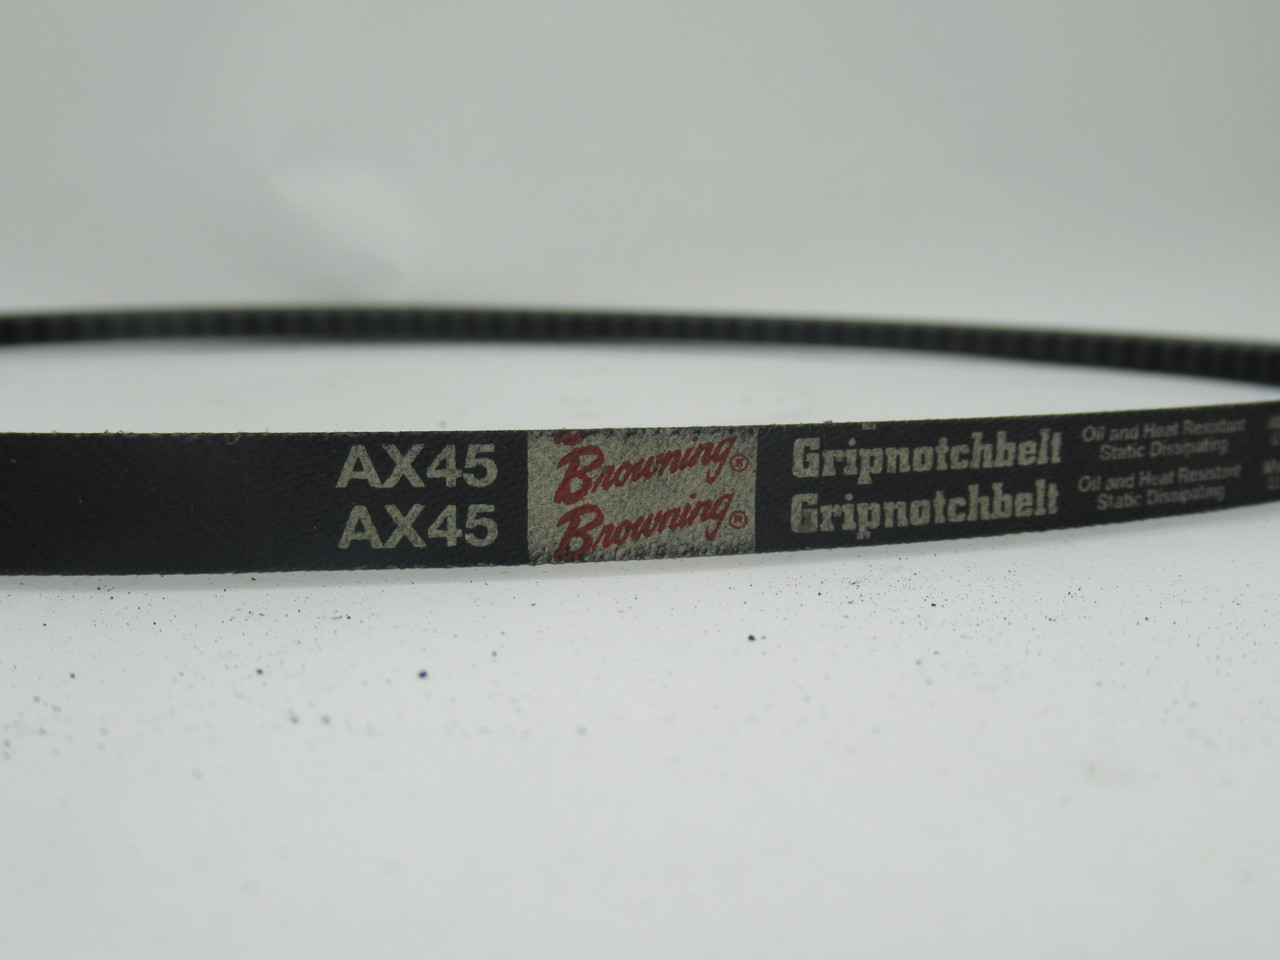 AX45
Browning®
Gripnotchbelt
Oil and Heat Resistant
Static Dissipating
AX45
Browning®
Gripnotchbelt
Oil and Heat Resistant
Static Dissipating